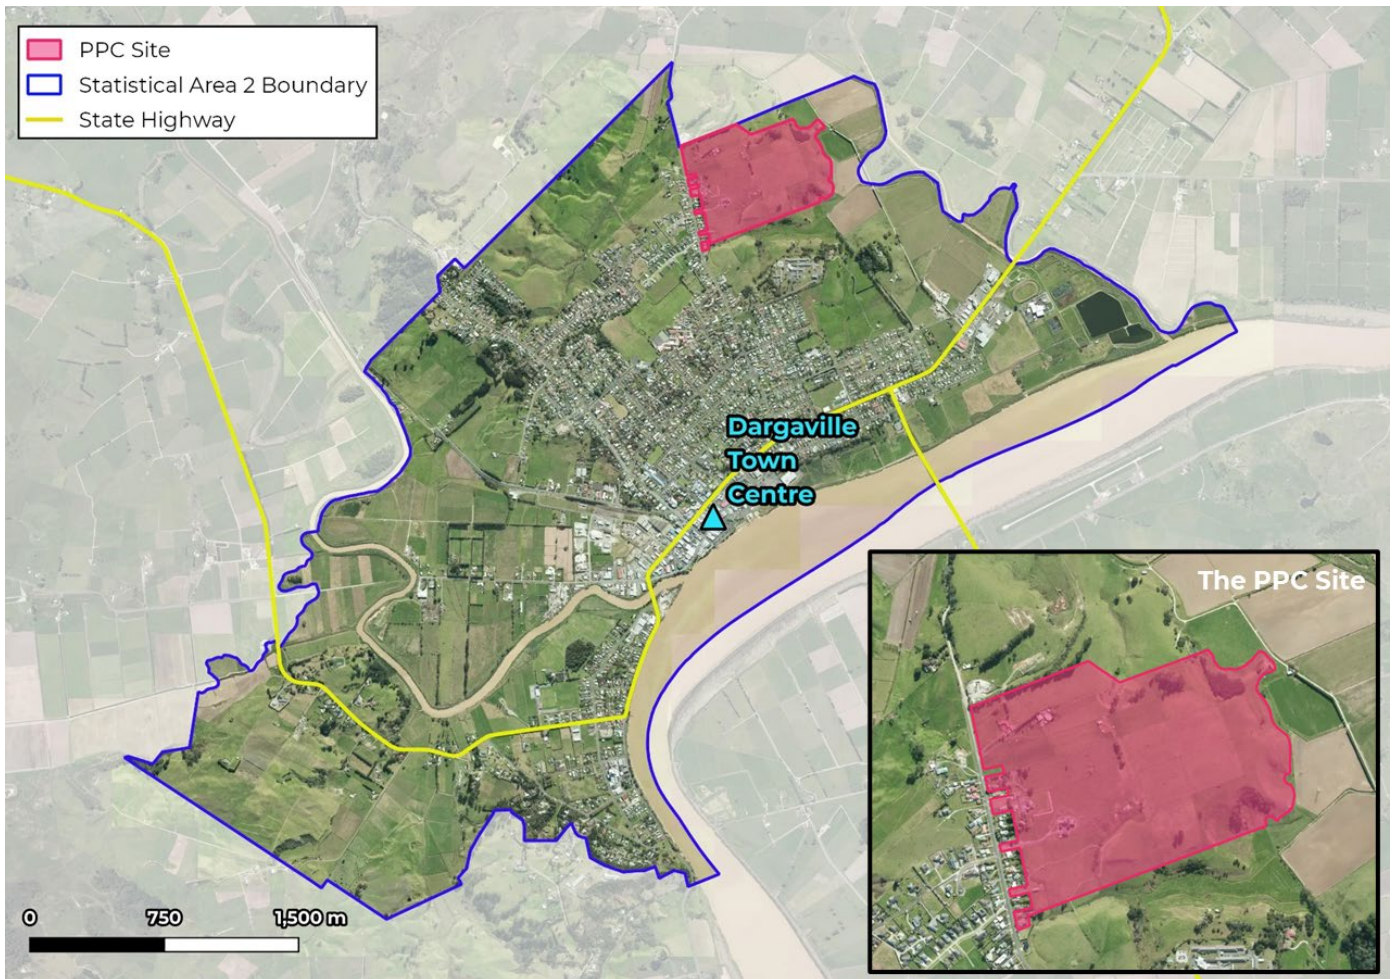 PPC Site
Statistical Area 2 Boundary
State Highway
Dargaville
Town
Centre
The PPC Site
0 750 1,500 m